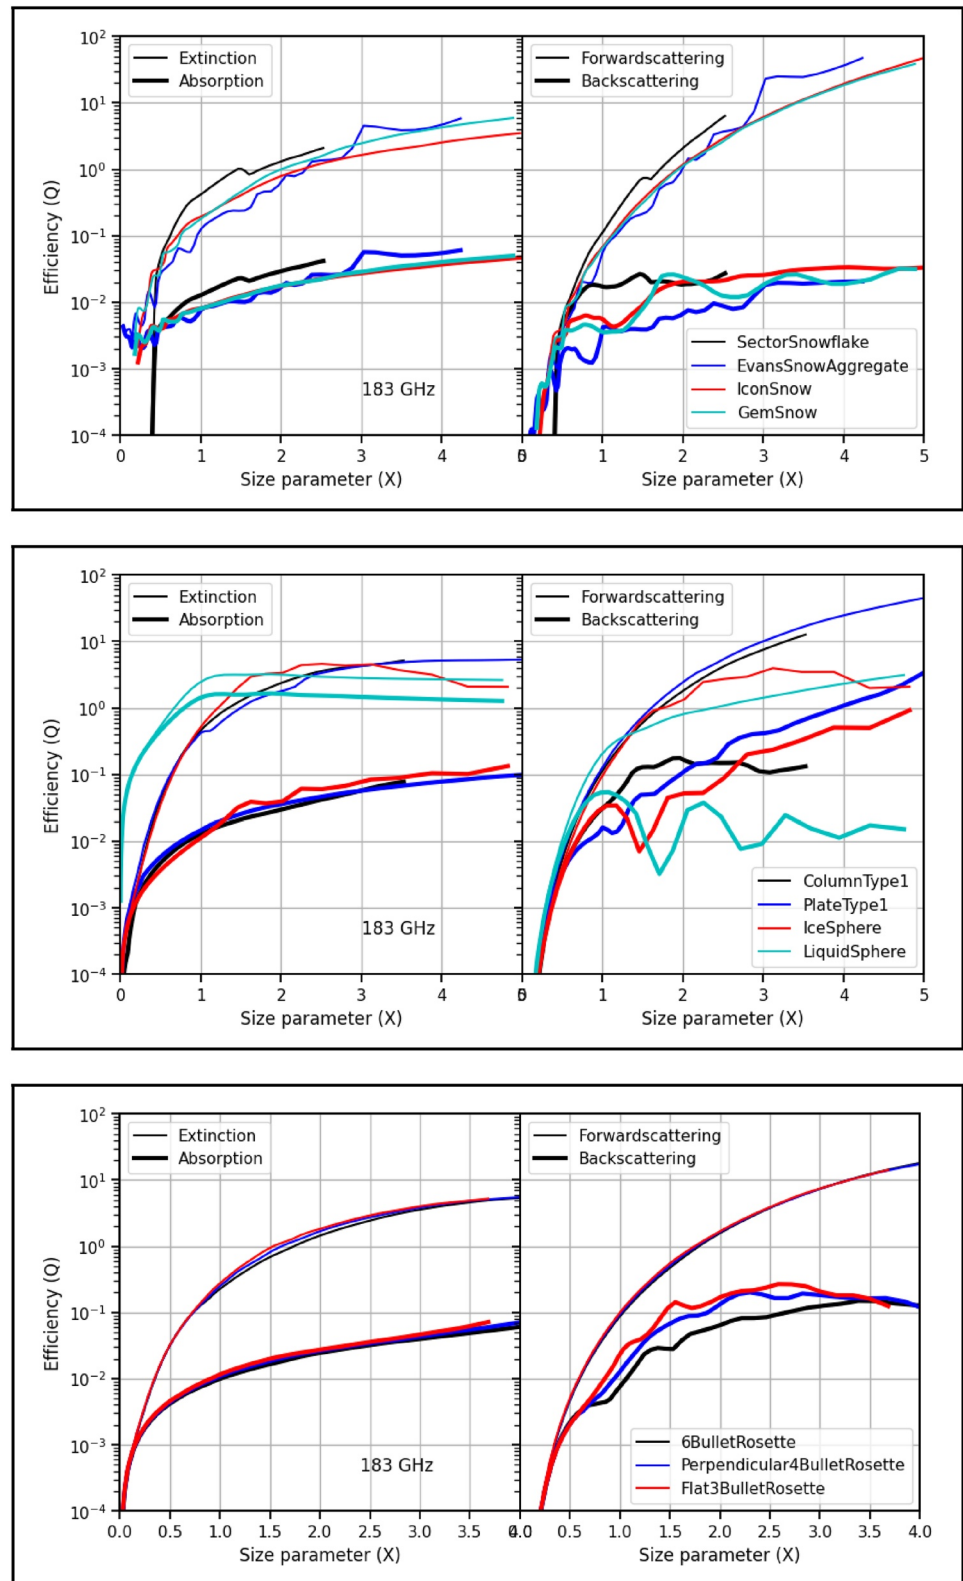 Extinction
Absorption
Forwardscattering
Backscattering
10²
10¹
10⁰
10⁻¹
10⁻²
10⁻³
10⁻⁴
Efficiency (Q)
183 GHz
SectorSnowflake
EvansSnowAggregate
IconSnow
GemSnow
0 1 2 3 4 5
0 1 2 3 4 5
Size parameter (X)
Size parameter (X)
Extinction
Absorption
Forwardscattering
Backscattering
10²
10¹
10⁰
10⁻¹
10⁻²
10⁻³
10⁻⁴
Efficiency (Q)
183 GHz
ColumnType1
PlateType1
IceSphere
LiquidSphere
0 1 2 3 4 5
0 1 2 3 4 5
Size parameter (X)
Size parameter (X)
Extinction
Absorption
Forwardscattering
Backscattering
10²
10¹
10⁰
10⁻¹
10⁻²
10⁻³
10⁻⁴
Efficiency (Q)
183 GHz
6BulletRosette
Perpendicular4BulletRosette
Flat3BulletRosette
0.0 0.5 1.0 1.5 2.0 2.5 3.0 3.5 4.0
0.0 0.5 1.0 1.5 2.0 2.5 3.0 3.5 4.0
Size parameter (X)
Size parameter (X)